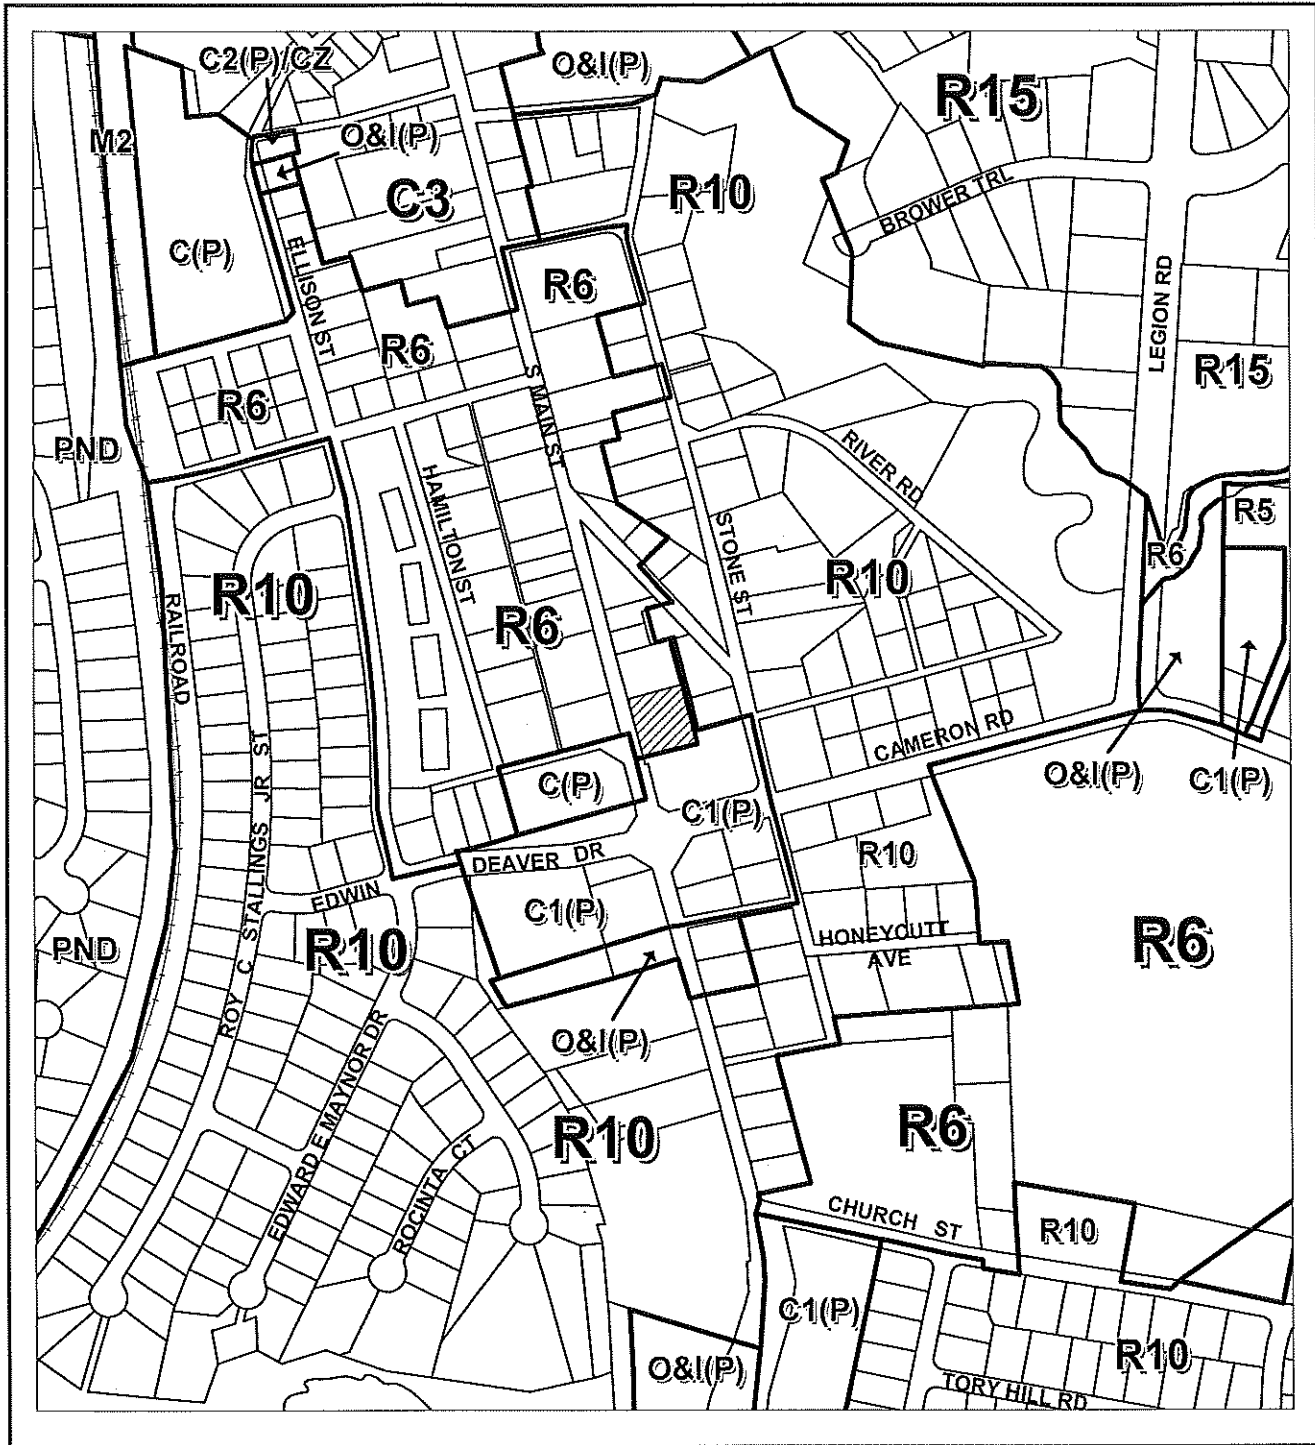 C2(P)/CZ
O&I(P)
R15
M2
O&I(P)
C3
R10
BROWER TRL
C(P)
ELLISON ST
R6
LEGION RD
R6
R6
S MAIN ST
R15
PND
HAMILTON ST
RIVER RD
STONE ST
R5
R6
R10
R10
R6
RAILROAD
CAMERON RD
O&I(P)
C1(P)
C(P)
C1(P)
ROY C STALLINGS JR ST
DEAVER DR
R10
EDWIN
C1(P)
PND
R10
HONEYCUTT
AVE
R6
O&I(P)
EDWARD E MAYNOR DR
R10
R6
ROCINTA CT
CHURCH ST
R10
C1(P)
R10
O&I(P)
TORY HILL RD